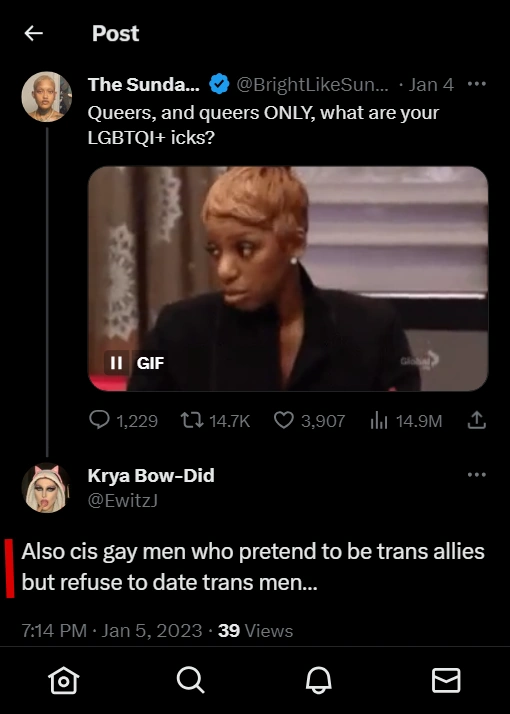 Post
The Sunda... @BrightLikeSun... · Jan 4
Queers, and queers ONLY, what are your
LGBTQI+ icks?
GIF
Global
1,229 14.7K 3,907 14.9M
Krya Bow-Did
@EwitzJ
Also cis gay men who pretend to be trans allies
but refuse to date trans men...
7:14 PM · Jan 5, 2023 · 39 Views